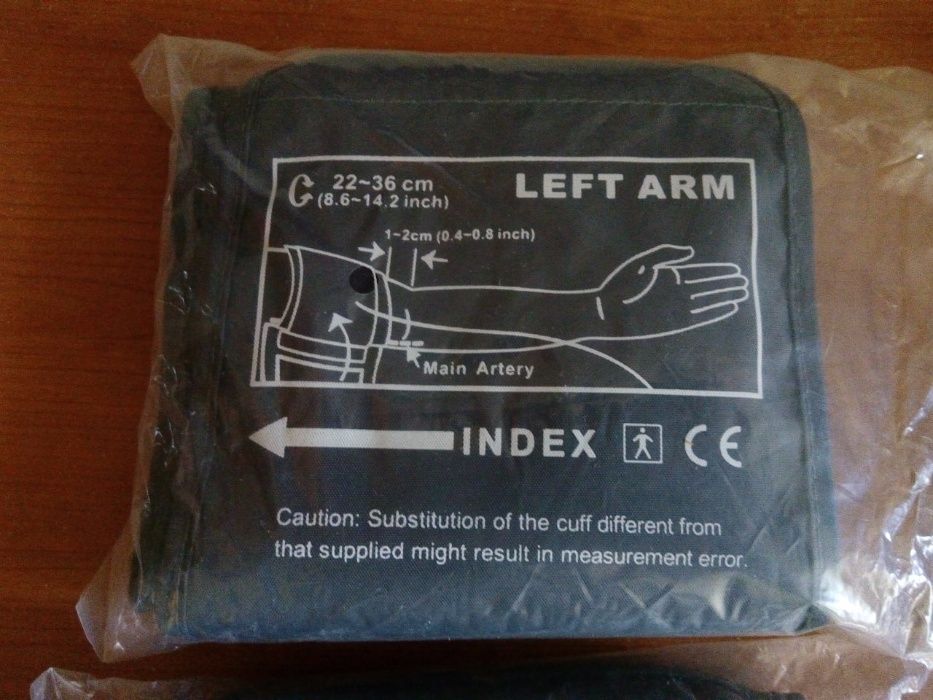 22~36 cm
(8.6~14.2 inch)
LEFT ARM
1~2cm (0.4~0.8 inch)
Main Artery
INDEX CE
Caution: Substitution of the cuff different from
that supplied might result in measurement error.